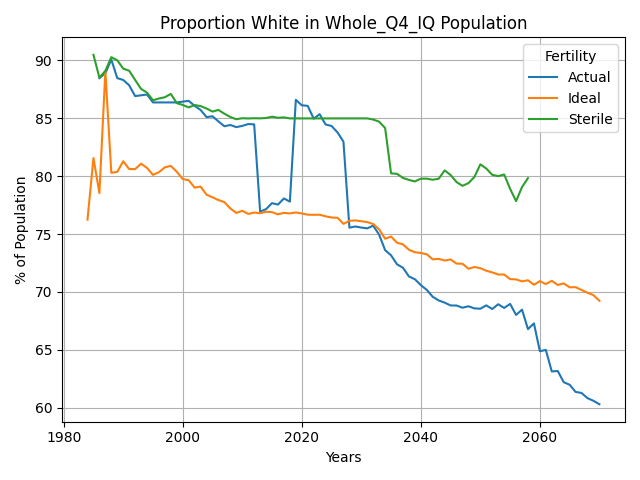 Proportion White in Whole_Q4_IQ Population
Fertility
Actual
Ideal
Sterile
% of Population
90
85
80
75
70
65
60
1980
2000
2020
2040
2060
Years